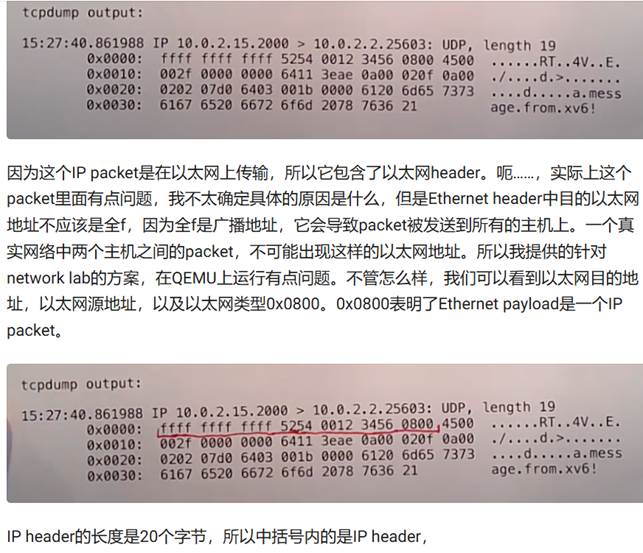 tcpdump output:
15:27:40.861988 IP 10.0.2.15.2000 > 10.0.2.2.25603: UDP, length 19
0x0000: ffff ffff ffff 5254 0012 3456 0800 4500 ......RT..4V..E.
0x0010: 002f 0000 0000 6411 3eae 0a00 020f 0a00 ./....d.>.......
0x0020: 0202 07d0 6403 001b 0000 6120 6d65 7373 ....d.....a.mess
0x0030: 6167 6520 6672 6f6d 2078 7636 21 age.from.xv6!
因为这个IP packet是在以太网上传输，所以它包含了以太网header。呃……，实际上这个
packet里面有点问题，我不太确定具体的原因是什么，但是Ethernet header中目的以太网
地址不应该是全f，因为全f是广播地址，它会导致packet被发送到所有的主机上。一个真
实网络中两个主机之间的packet，不可能出现这样的以太网地址。所以我提供的针对
network lab的方案，在QEMU上运行有点问题。不管怎么样，我们可以看到以太网目的地
址，以太网源地址，以及以太网类型0x0800。0x0800表明了Ethernet payload是一个IP
packet。
tcpdump output:
15:27:40.861988 IP 10.0.2.15.2000 > 10.0.2.2.25603: UDP, length 19
0x0000: ffff ffff ffff 5254 0012 3456 0800 4500 ......RT..4V..E.
0x0010: 002f 0000 0000 6411 3eae 0a00 020f 0a00 ./....d.>.......
0x0020: 0202 07d0 6403 001b 0000 6120 6d65 7373 ....d.....a.mess
0x0030: 6167 6520 6672 6f6d 2078 7636 21 age.from.xv6!
IP header的长度是20个字节，所以中括号内的是IP header，